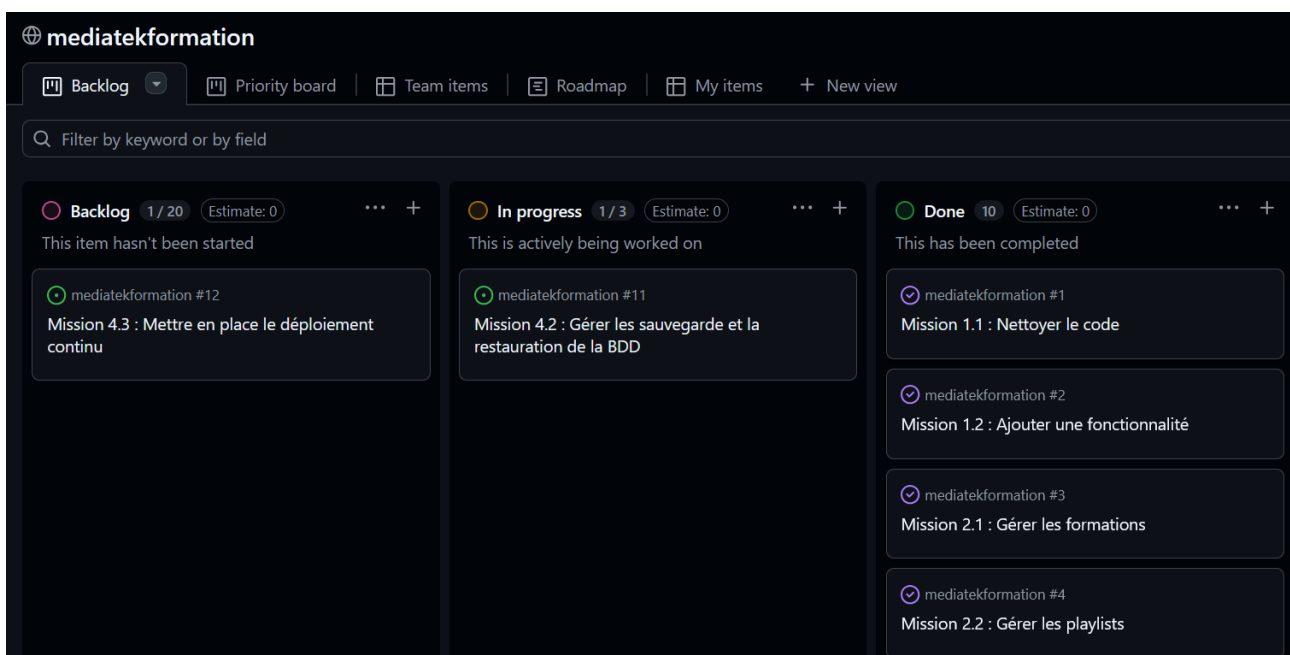 mediatekformation
Backlog
Priority board
Team items
Roadmap
My items
+ New view
Filter by keyword or by field
Backlog 1 / 20 Estimate: 0 ... +
This item hasn't been started
mediatekformation #12
Mission 4.3 : Mettre en place le déploiement
continu
In progress 1 / 3 Estimate: 0 ... +
This is actively being worked on
mediatekformation #11
Mission 4.2 : Gérer les sauvegarde et la
restauration de la BDD
Done 10 Estimate: 0 ... +
This has been completed
mediatekformation #1
Mission 1.1 : Nettoyer le code
mediatekformation #2
Mission 1.2 : Ajouter une fonctionnalité
mediatekformation #3
Mission 2.1 : Gérer les formations
mediatekformation #4
Mission 2.2 : Gérer les playlists